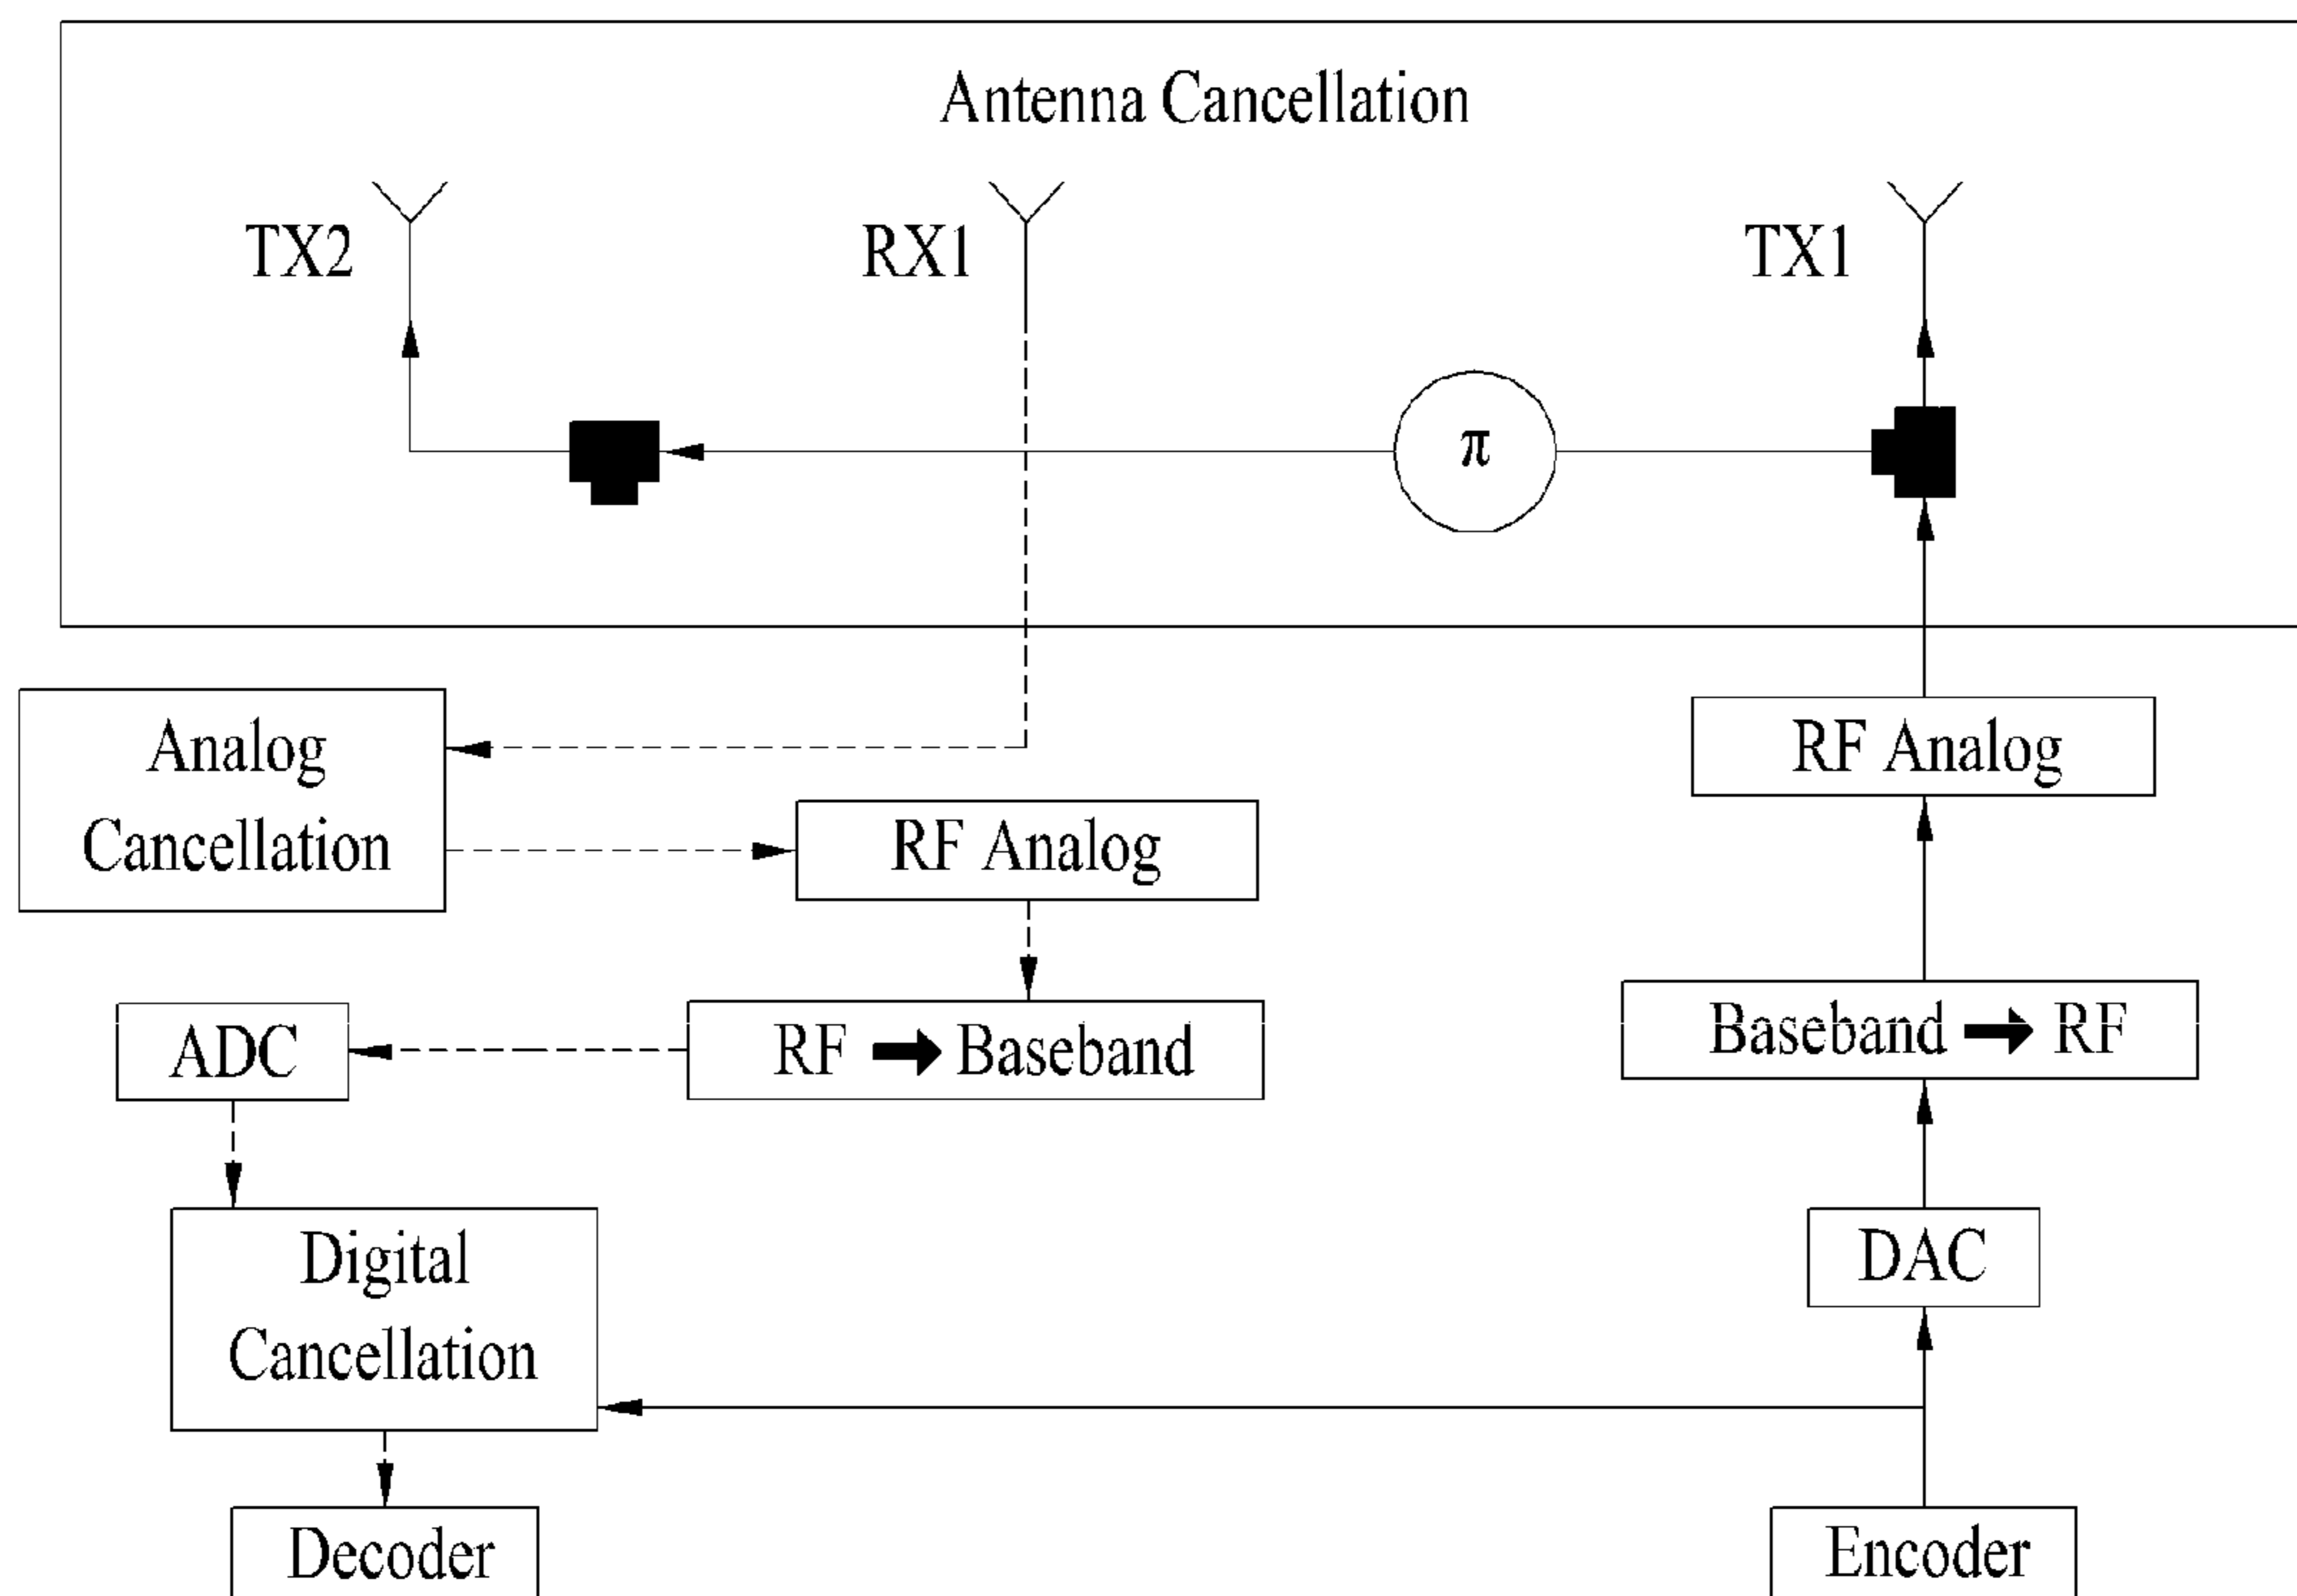 Antenna Cancellation
TX2
RX1
TX1
π
Analog
Cancellation
RF Analog
RF Analog
ADC
RF → Baseband
Baseband → RF
Digital
Cancellation
DAC
Decoder
Encoder